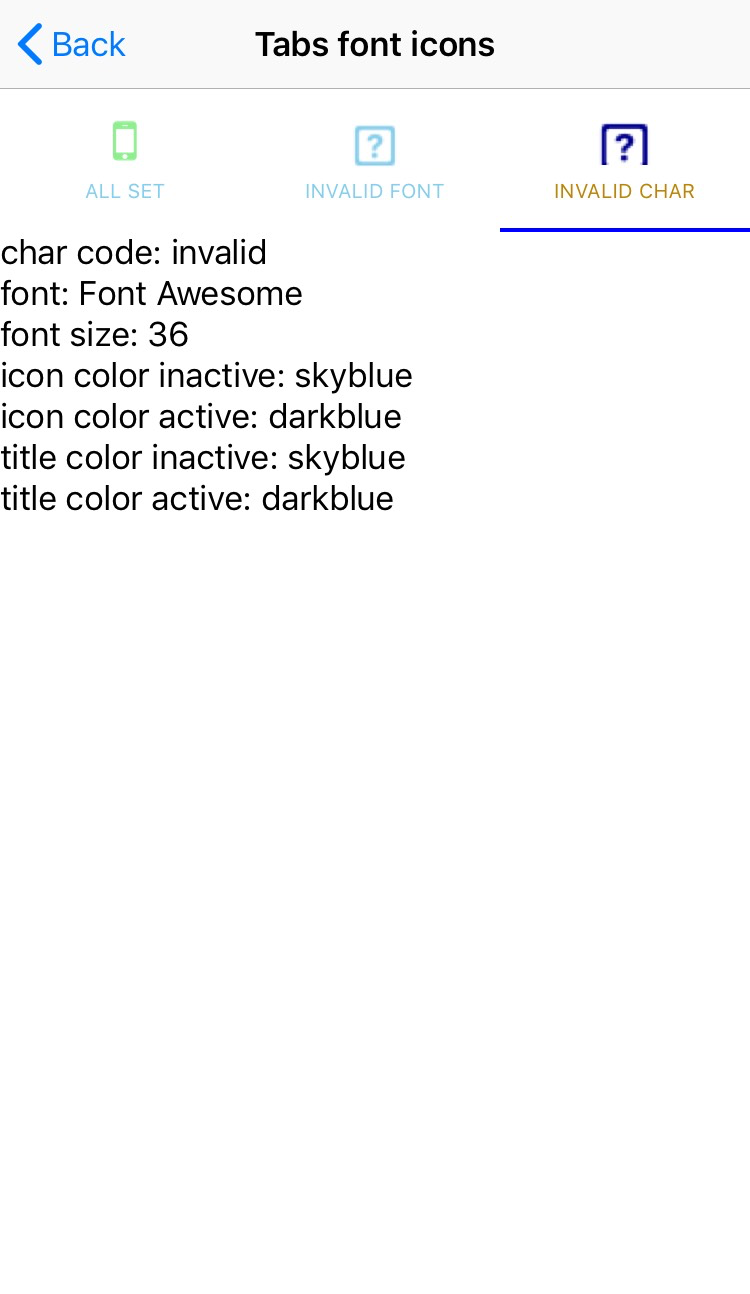 Back
Tabs font icons
ALL SET
?
INVALID FONT
?
INVALID CHAR
char code: invalid
font: Font Awesome
font size: 36
icon color inactive: skyblue
icon color active: darkblue
title color inactive: skyblue
title color active: darkblue